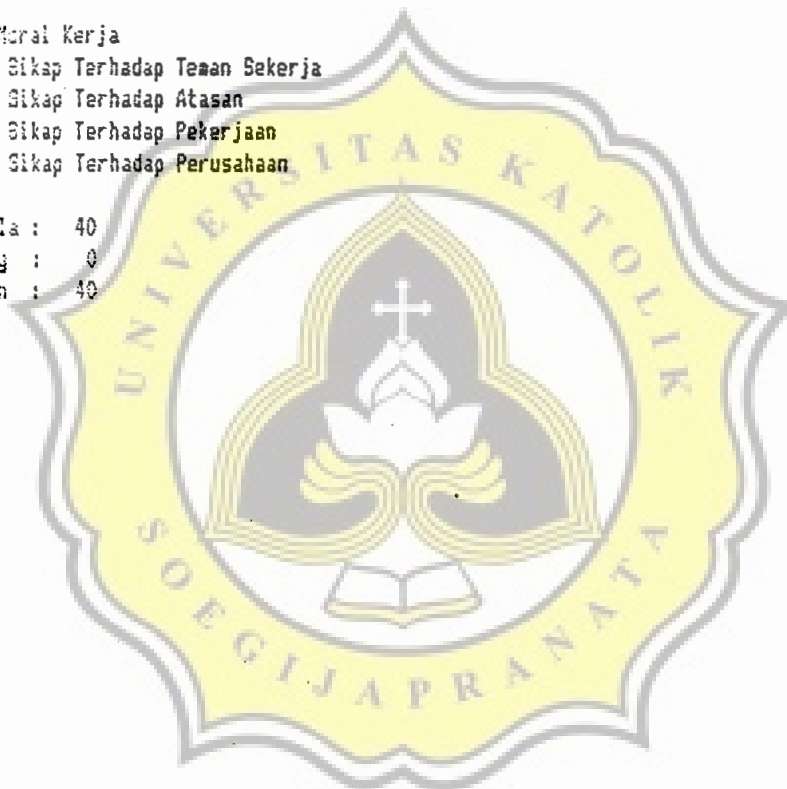 Moral Kerja
Sikap Terhadap Teman Sekerja
Sikap Terhadap Atasan
Sikap Terhadap Pekerjaan
Sikap Terhadap Perusahaan
: 40
: 0
: 40
UNIVERSITAS KATOLIK
SOEGIJAPRANATA